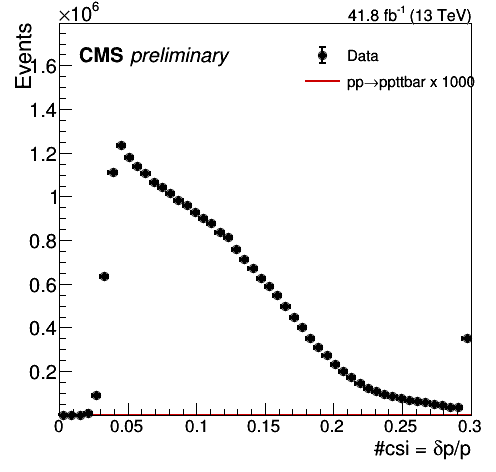 ×10⁶
41.8 fb⁻¹ (13 TeV)
Events
CMS preliminary
Data
pp→ppttbar x 1000
1.6
1.4
1.2
1
0.8
0.6
0.4
0.2
0 0.05 0.1 0.15 0.2 0.25 0.3
#csi = δp/p